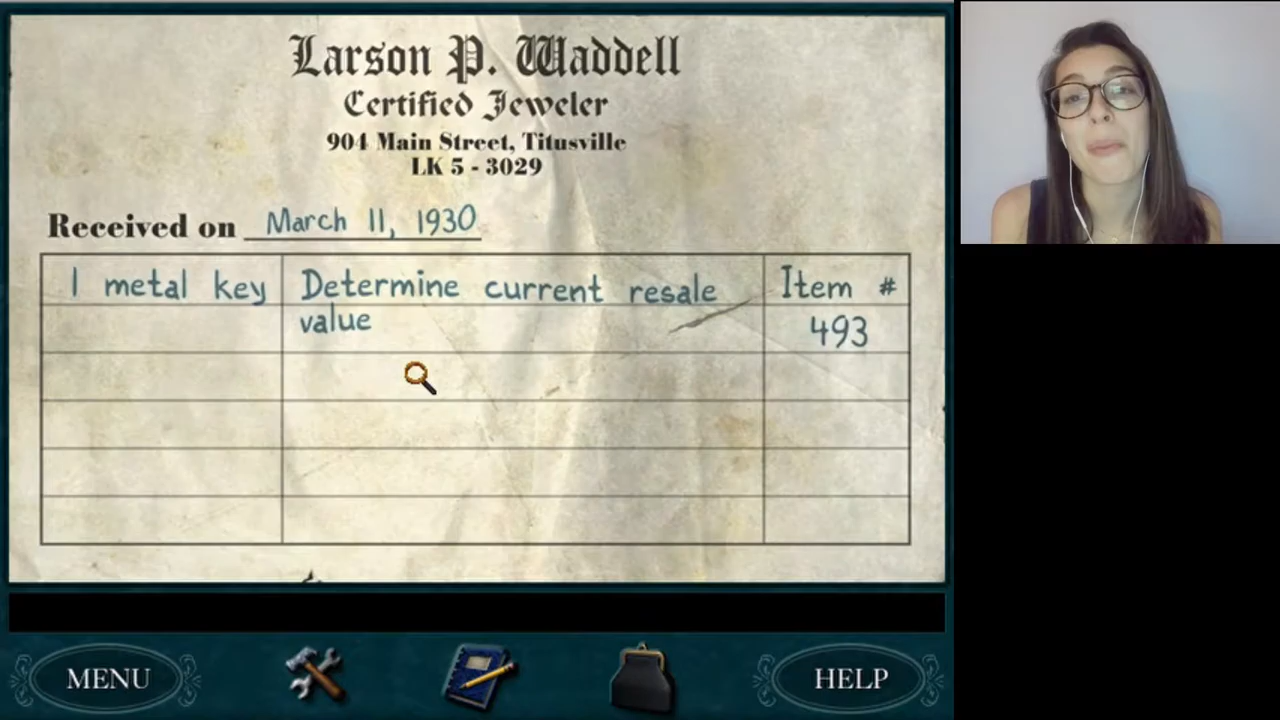 Larson P. Waddell
Certified Jeweler
904 Main Street, Titusville
LK 5 - 3029
Received on March 11, 1930
1 metal key Determine current resale Item #
value 493
MENU HELP